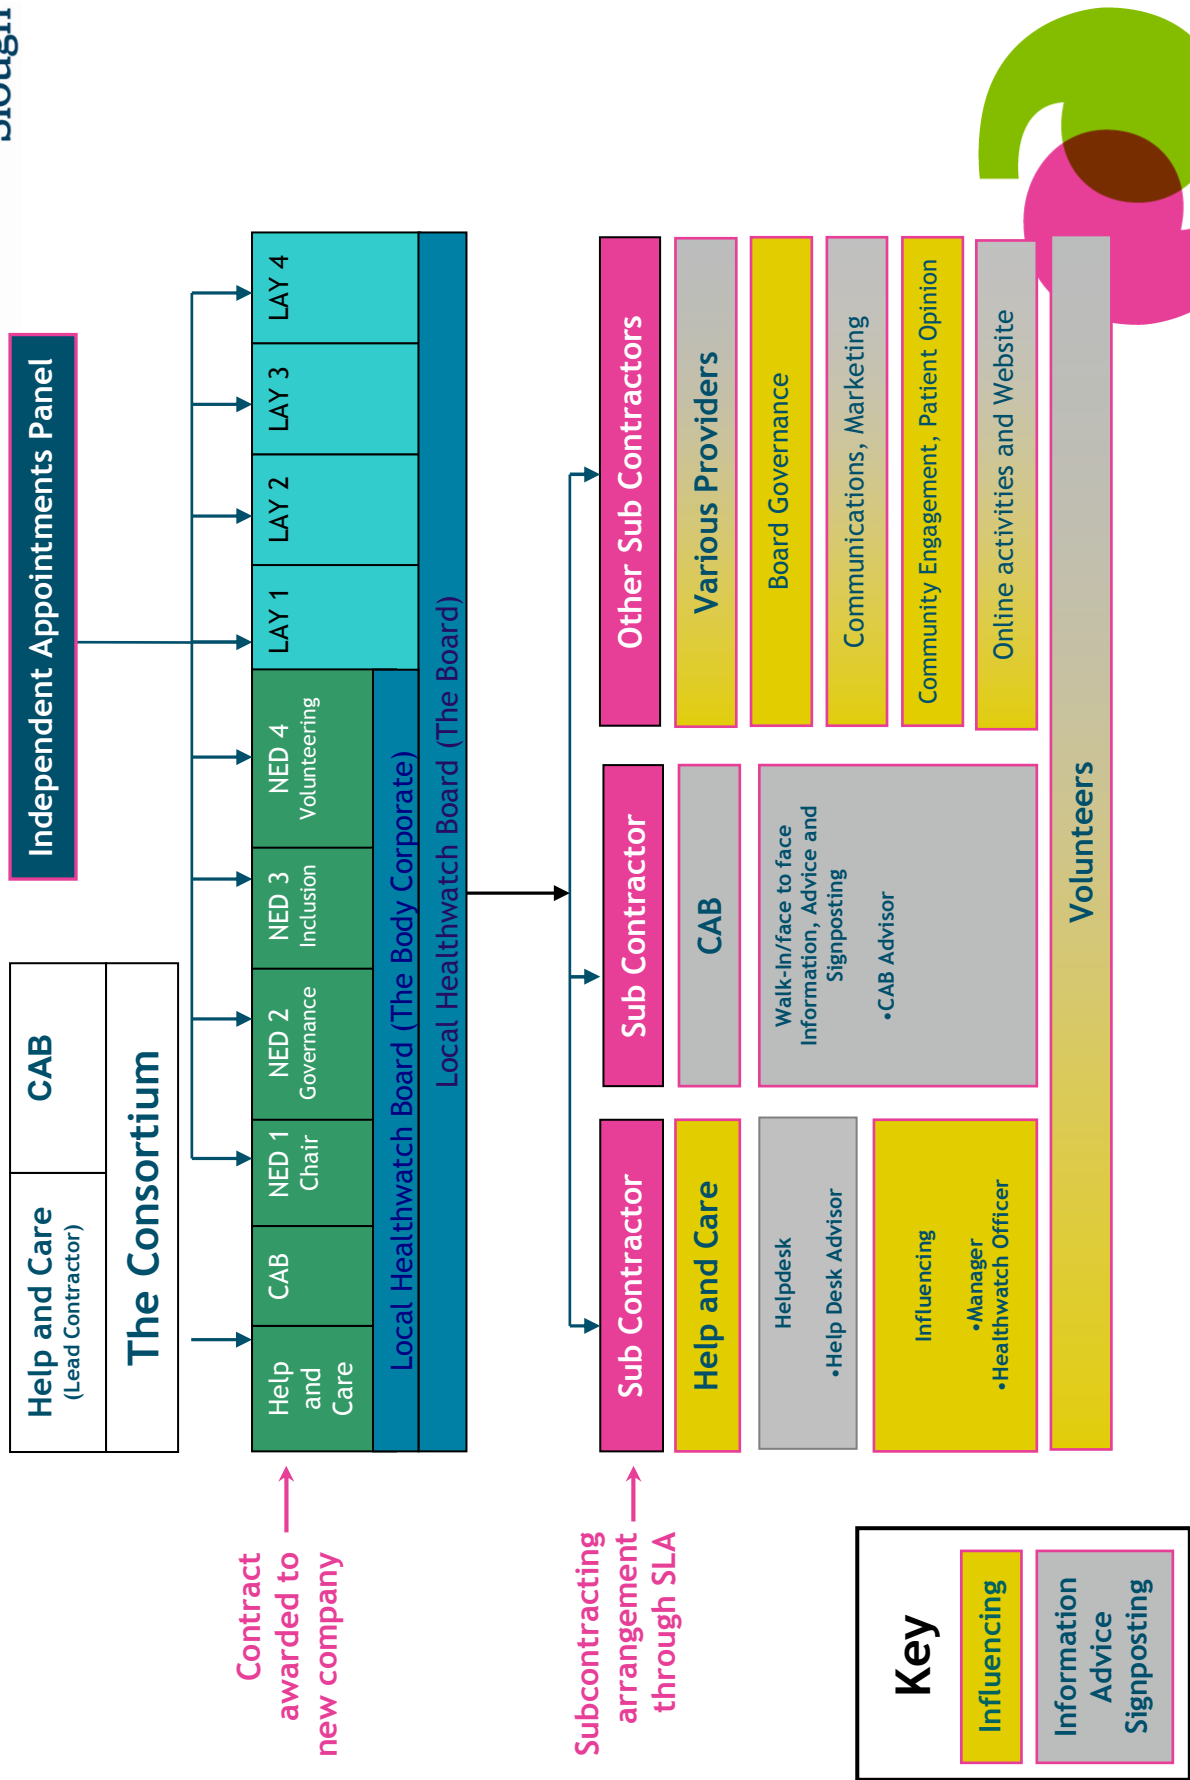 Slough
Independent Appointments Panel
Help and Care
(Lead Contractor)
CAB
The Consortium
Contract
awarded to
new company
Help
and
Care
CAB
NED 1
Chair
NED 2
Governance
NED 3
Inclusion
NED 4
Volunteering
LAY 1
LAY 2
LAY 3
LAY 4
Local Healthwatch Board (The Body Corporate)
Local Healthwatch Board (The Board)
Subcontracting
arrangement
through SLA
Sub Contractor
Help and Care
Helpdesk
•Help Desk Advisor
Influencing
•Manager
•Healthwatch Officer
Sub Contractor
CAB
Walk-In/face to face
Information, Advice and
Signposting
•CAB Advisor
Other Sub Contractors
Various Providers
Board Governance
Communications, Marketing
Community Engagement, Patient Opinion
Online activities and Website
Volunteers
Key
Influencing
Information
Advice
Signposting